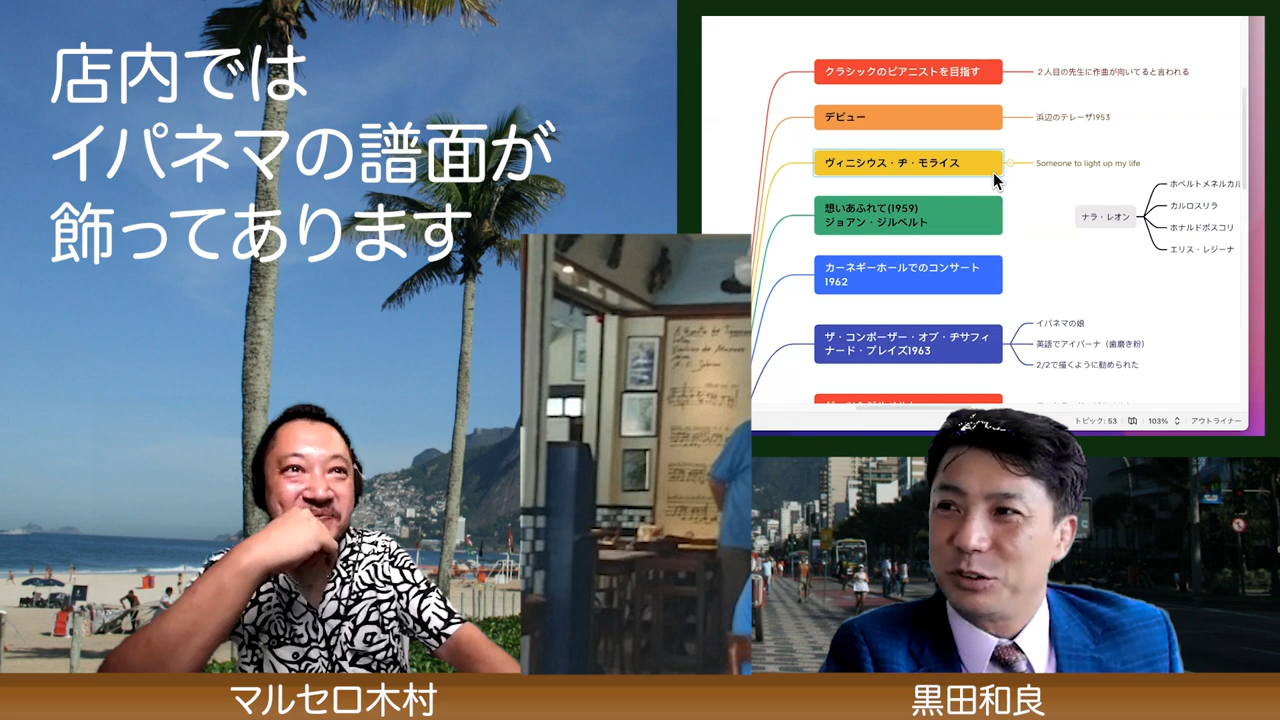 店内では
イパネマの譜面が
飾ってあります
クラシックのピアニストを目指す
2人目の先生に作曲が向いてると言われる
デビュー
浜辺のテレーザ1953
ヴィニシウス・ヂ・モライス
Someone to light up my life
想いあふれて(1959)
ジョアン・ジルベルト
ナラ・レオン
ホベルトメネルカル
カルロスリラ
ホナルドボスコリ
エリス・レジーナ
カーネギーホールでのコンサート
1962
ザ・コンポーザー・オブ・デサフィ
ナード・プレイズ1963
イパネマの娘
英語でアイパーナ（歯磨き粉）
2/2で描くように勧められた
トピック: 53
103%
アウトライナー
マルセロ木村
黒田和良